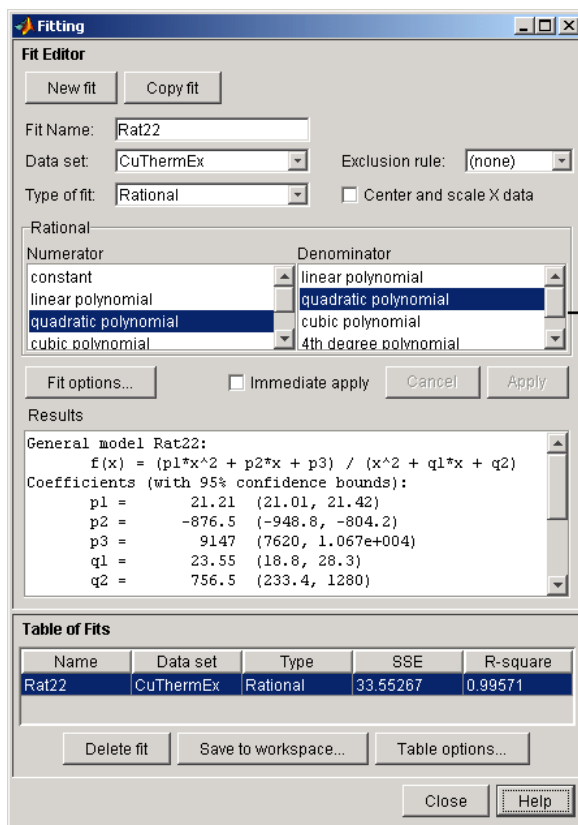 Fitting
Fit Editor
New fit Copy fit
Fit Name: Rat22
Data set: CuThermEx Exclusion rule: (none)
Type of fit: Rational Center and scale X data
Rational
Numerator Denominator
constant linear polynomial
linear polynomial quadratic polynomial
quadratic polynomial cubic polynomial
cubic polynomial 4th degree polynomial
Fit options... Immediate apply Cancel Apply
Results
General model Rat22:
f(x) = (p1*x^2 + p2*x + p3) / (x^2 + q1*x + q2)
Coefficients (with 95% confidence bounds):
p1 = 21.21 (21.01, 21.42)
p2 = -876.5 (-948.8, -804.2)
p3 = 9147 (7620, 1.067e+004)
q1 = 23.55 (18.8, 28.3)
q2 = 756.5 (233.4, 1280)
Table of Fits
Name Data set Type SSE R-square
Rat22 CuThermEx Rational 33.55267 0.99571
Delete fit Save to workspace... Table options...
Close Help